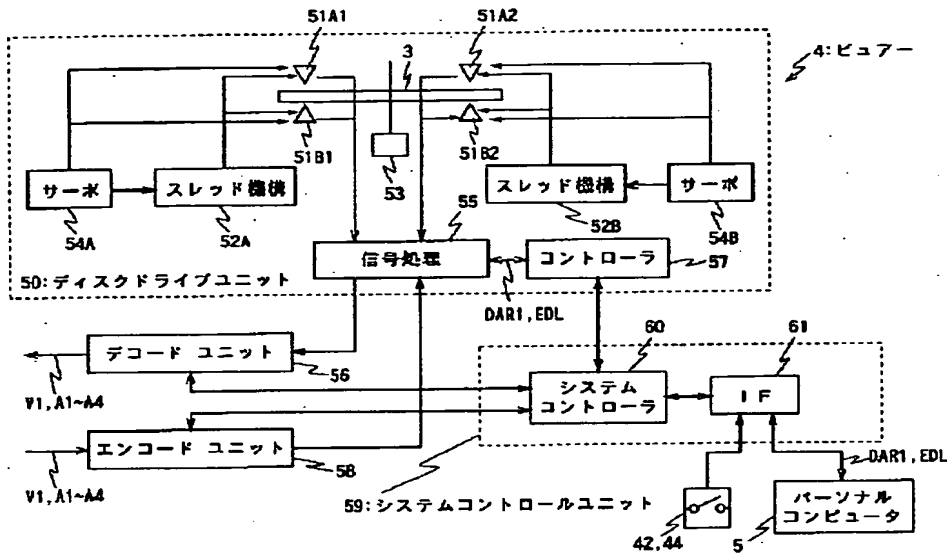 51A1
51A2
3
4:ビュアー
51B1
51B2
53
サーボ
スレッド機構
スレッド機構
サーボ
54A
52A
55
52B
54B
信号処理
コントローラ
57
50:ディスクドライブユニット
DAR1,EDL
60
61
デコード ユニット
56
システム
コントローラ
IF
V1,A1~A4
エンコード ユニット
58
DAR1,EDL
V1,A1~A4
59:システムコントロールユニット
パーソナル
コンピュータ
42,44
5